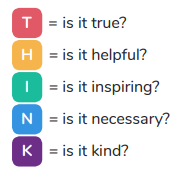 T = is it true?
H = is it helpful?
I = is it inspiring?
N = is it necessary?
K = is it kind?